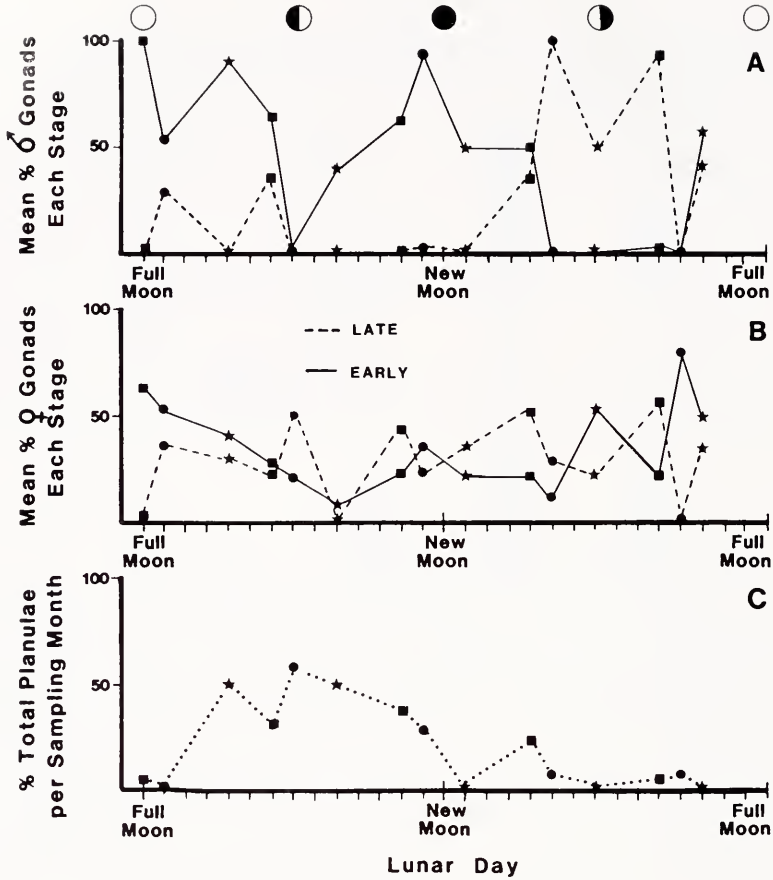 A
Mean % ♂ Gonads
Each Stage
100
50
Full
Moon
New
Moon
Full
Moon
B
Mean % ♀ Gonads
Each Stage
100
50
LATE
EARLY
Full
Moon
New
Moon
Full
Moon
C
% Total Planulae
per Sampling Month
100
50
Full
Moon
New
Moon
Full
Moon
Lunar Day